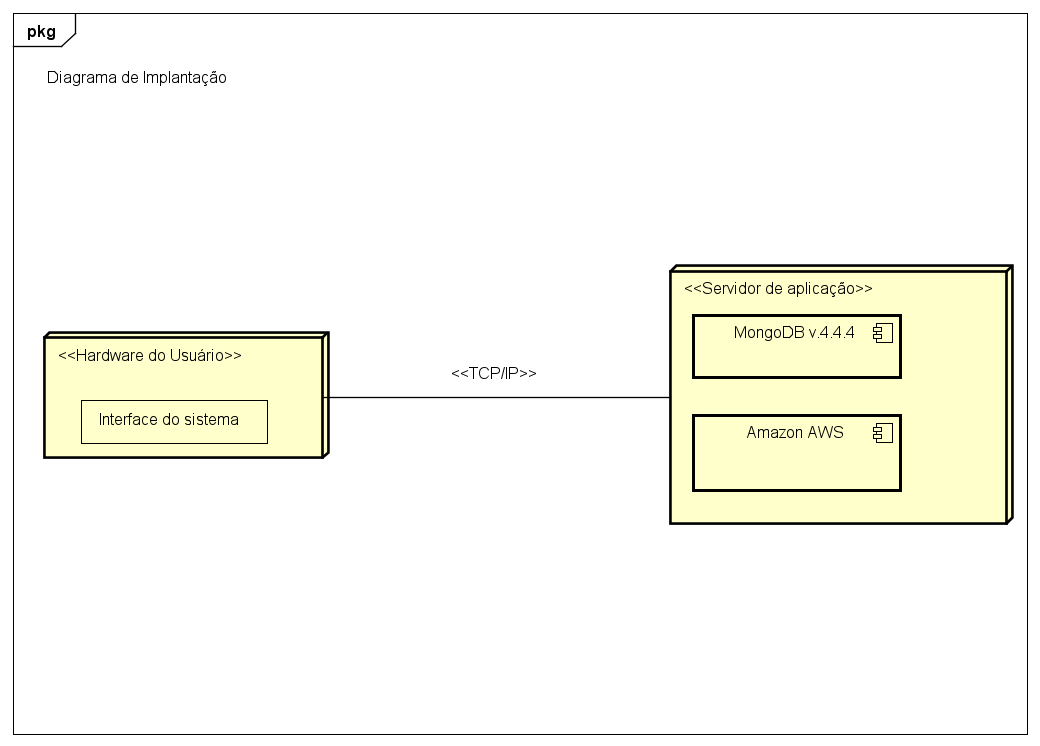 pkg
Diagrama de Implantação
<<Servidor de aplicação>>
MongoDB v.4.4.4
<<Hardware do Usuário>>
<<TCP/IP>>
Interface do sistema
Amazon AWS